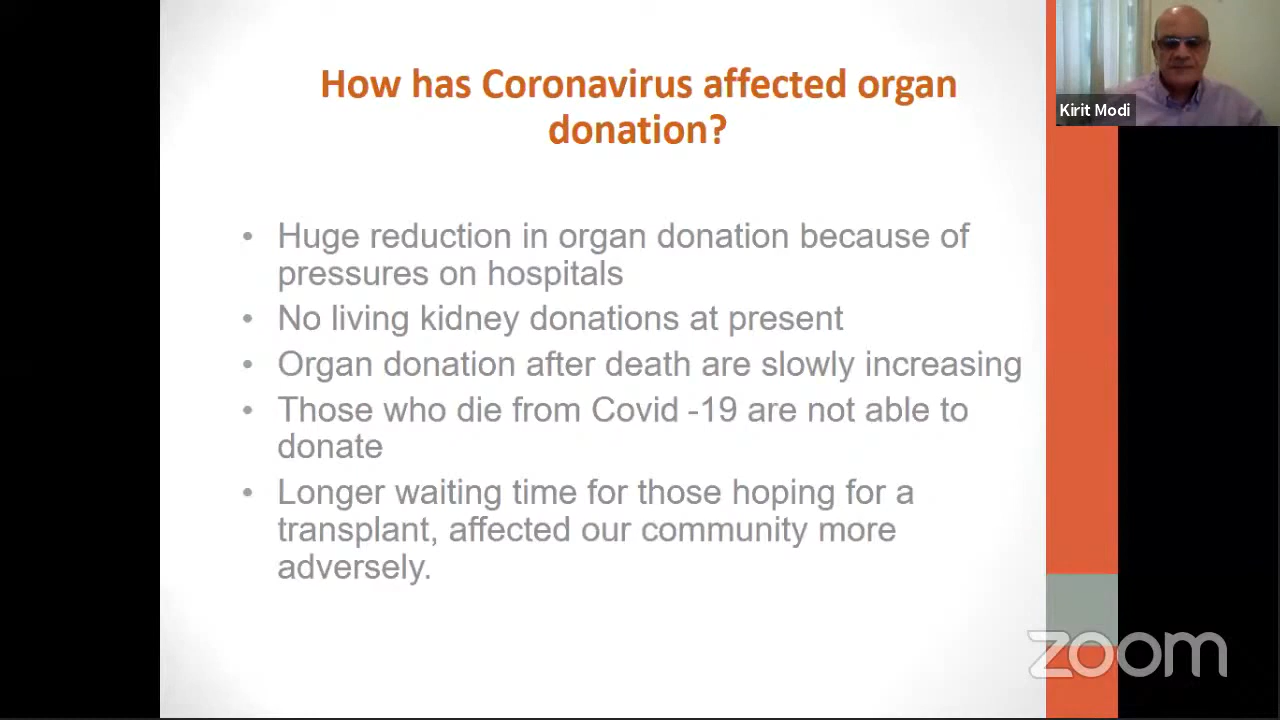 How has Coronavirus affected organ
donation?
Kirit Modi
• Huge reduction in organ donation because of
pressures on hospitals
• No living kidney donations at present
• Organ donation after death are slowly increasing
• Those who die from Covid -19 are not able to
donate
• Longer waiting time for those hoping for a
transplant, affected our community more
adversely.
zoom